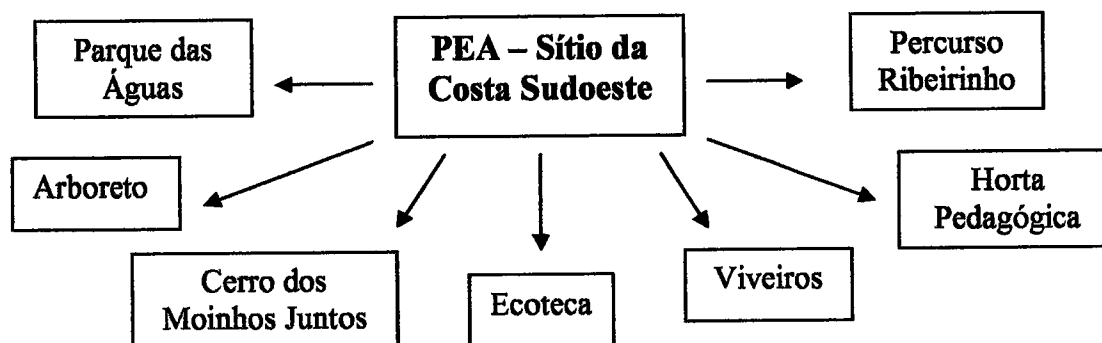 PEA – Sítio da
Costa Sudoeste
Parque das
Águas
Percurso
Ribeirinho
Arboreto
Horta
Pedagógica
Cerro dos
Moinhos Juntos
Ecoteca
Viveiros